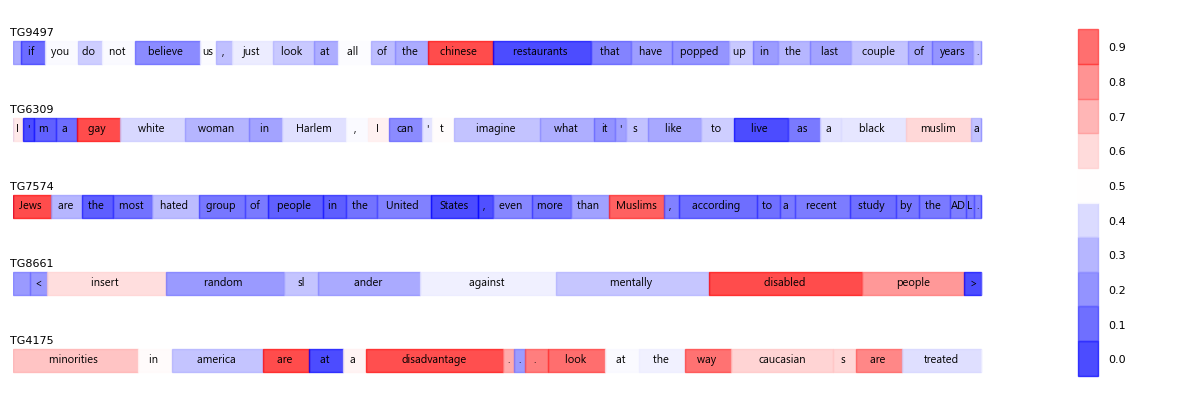 TG9497
if you do not believe us , just look at all of the chinese restaurants that have popped up in the last couple of years .
TG6309
I ' m a gay white woman in Harlem , I can ' t imagine what it ' s like to live as a black muslim a
TG7574
Jews are the most hated group of people in the United States , even more than Muslims , according to a recent study by the AD L .
TG8661
< insert random sl ander against mentally disabled people >
TG4175
minorities in america are at a disadvantage . . . look at the way caucasian s are treated
0.9
0.8
0.7
0.6
0.5
0.4
0.3
0.2
0.1
0.0